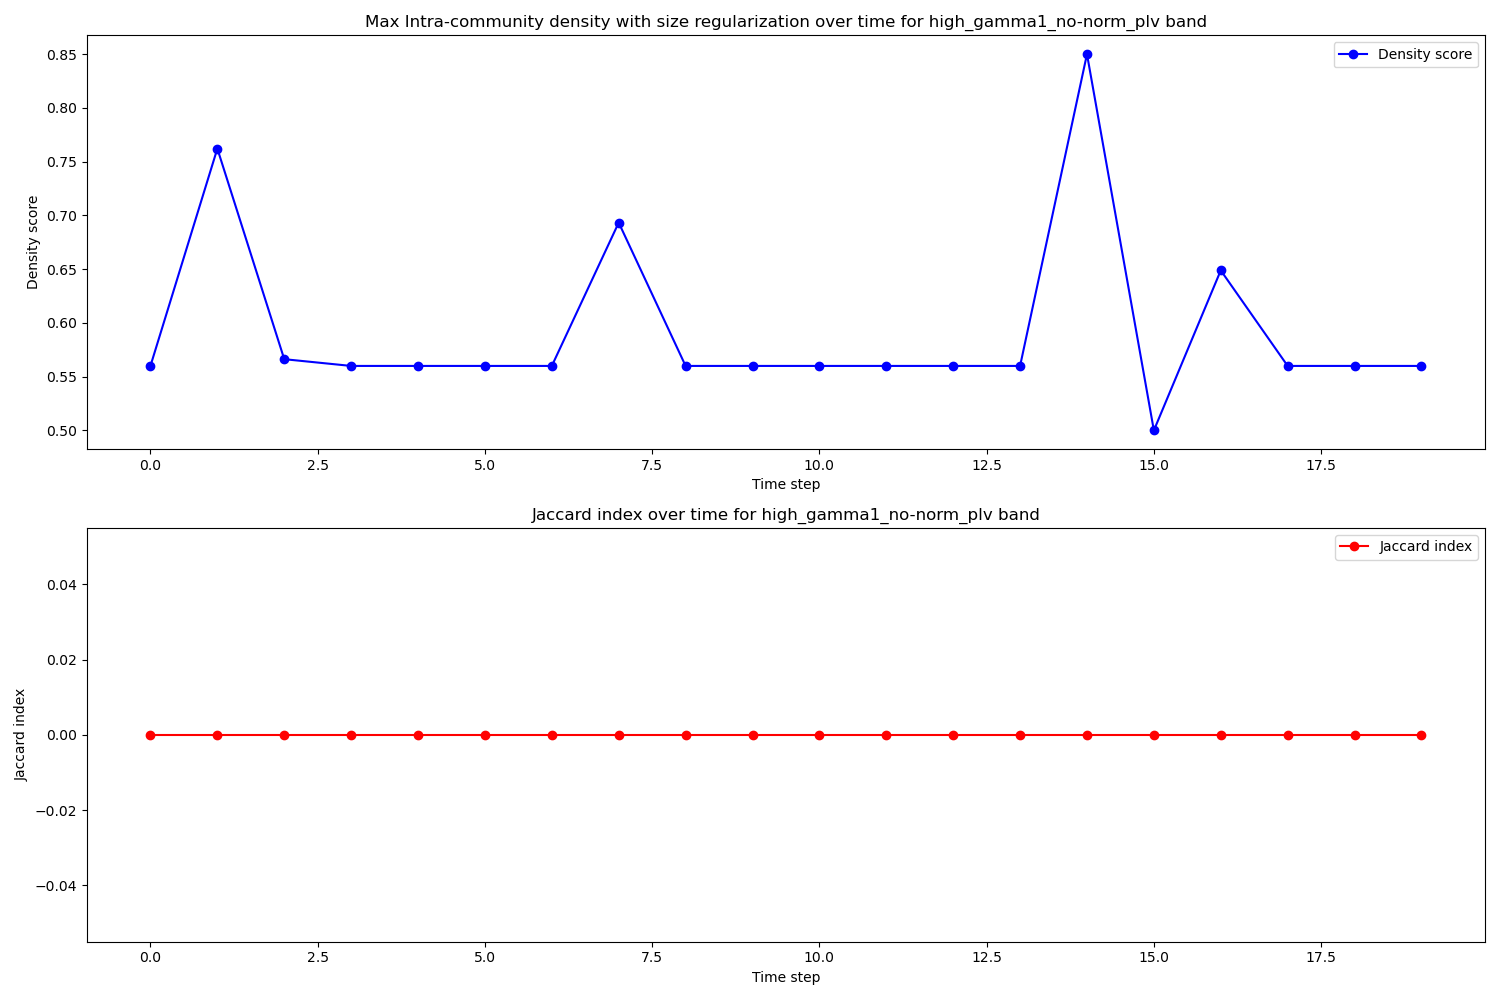 Max Intra-community density with size regularization over time for high_gamma1_no-norm_plv band
Density score
0.85
0.80
0.75
0.70
0.65
0.60
0.55
0.50
Density score
0.0 2.5 5.0 7.5 10.0 12.5 15.0 17.5
Time step
Jaccard index over time for high_gamma1_no-norm_plv band
Jaccard index
0.04
0.02
0.00
−0.02
−0.04
Jaccard index
0.0 2.5 5.0 7.5 10.0 12.5 15.0 17.5
Time step